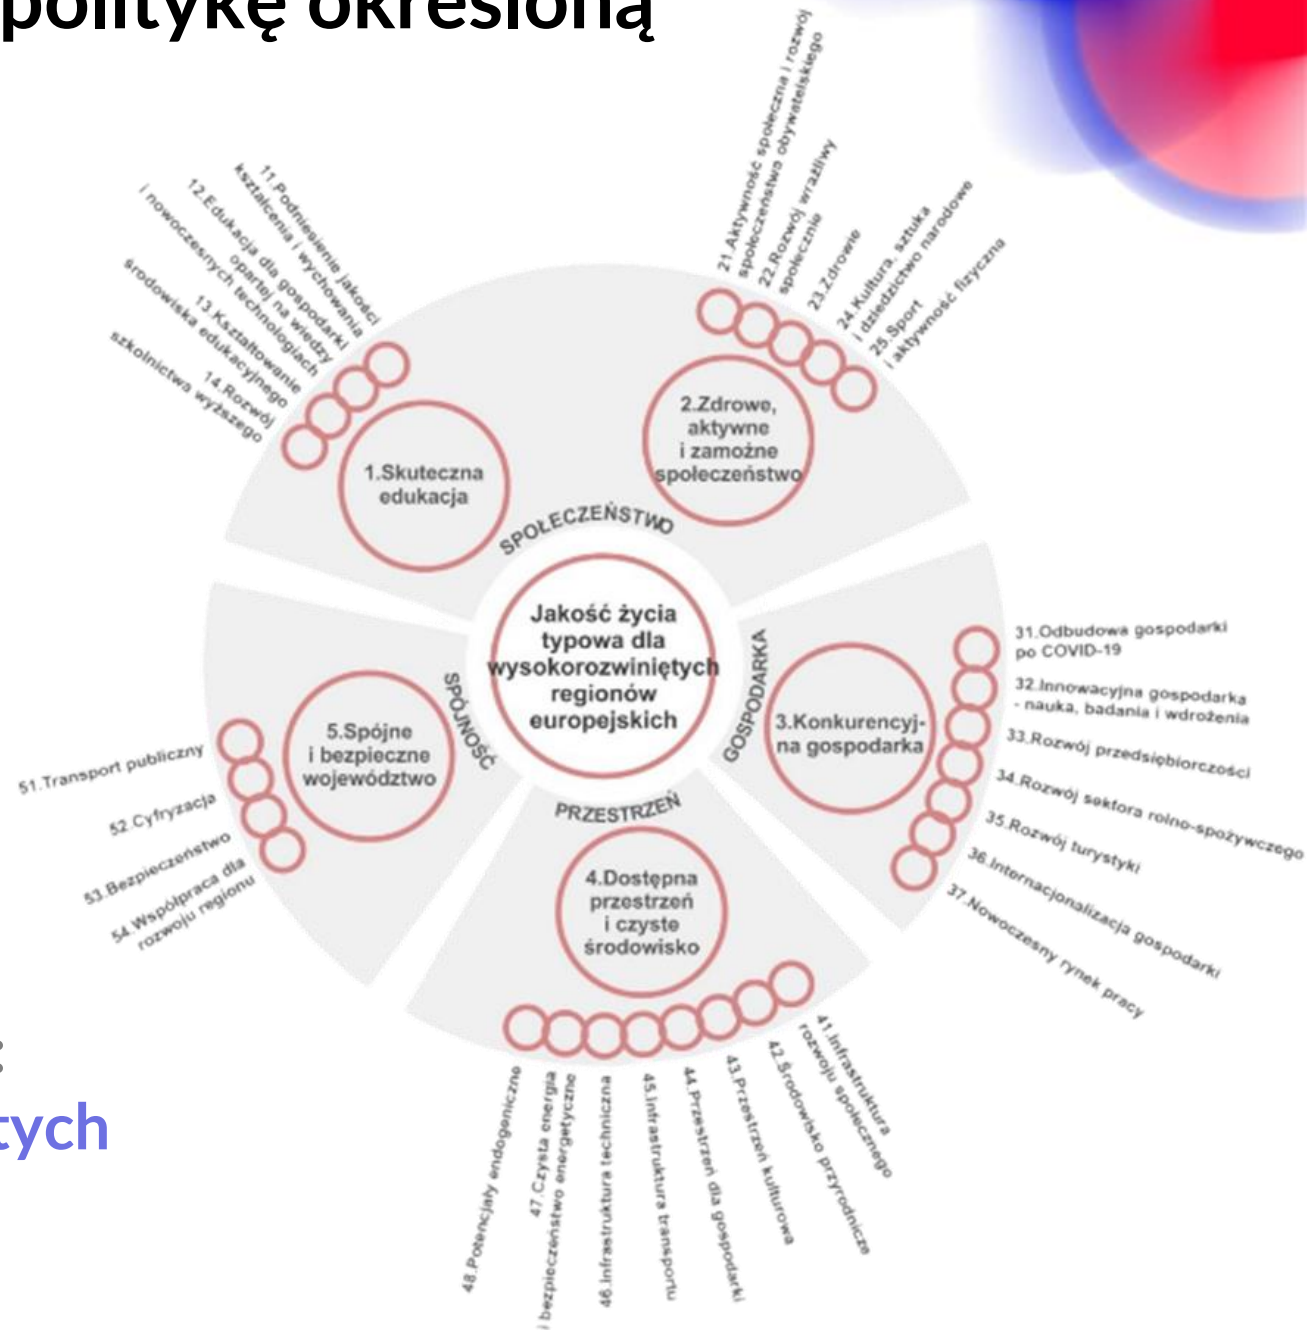 politykę określoną
11.Podniesienie jakości
kształcenia i wychowania
12.Edukacja dla gospodarki
opartej na wiedzy
i nowoczesnych technologiach
13.Kształtowanie
środowiska edukacyjnego
14.Rozwój
szkolnictwa wyższego
21.Aktywność społeczna i rozwój
społeczeństwa obywatelskiego
22.Rozwój wrażliwy
społecznie
23.Zdrowie
24.Kultura, sztuka
i dziedzictwo narodowe
25.Sport
i aktywność fizyczna
1.Skuteczna
edukacja
2.Zdrowe,
aktywne
i zamożne
społeczeństwo
SPOŁECZEŃSTWO
Jakość życia
typowa dla
wysokorozwiniętych
regionów
europejskich
GOSPODARKA
3.Konkurencyj-
na gospodarka
31.Odbudowa gospodarki
po COVID-19
32.Innowacyjna gospodarka
- nauka, badania i wdrożenia
33.Rozwój przedsiębiorczości
34.Rozwój sektora rolno-spożywczego
35.Rozwój turystyki
36.Internacjonalizacja gospodarki
37.Nowoczesny rynek pracy
SPÓJNOŚĆ
5.Spójne
i bezpieczne
województwo
51.Transport publiczny
52.Cyfryzacja
53.Bezpieczeństwo
54.Współpraca dla
rozwoju regionu
PRZESTRZEŃ
4.Dostępna
przestrzeń
i czyste
środowisko
41.Infrastruktura
rozwoju społecznego
42.Środowisko przyrodnicze
43.Przestrzeń kulturowa
44.Przestrzeń dla gospodarki
45.Infrastruktura transportu
46.Infrastruktura techniczna
47.Czysta energia
i bezpieczeństwo energetyczne
48.Potencjały endogeniczne
:
tych